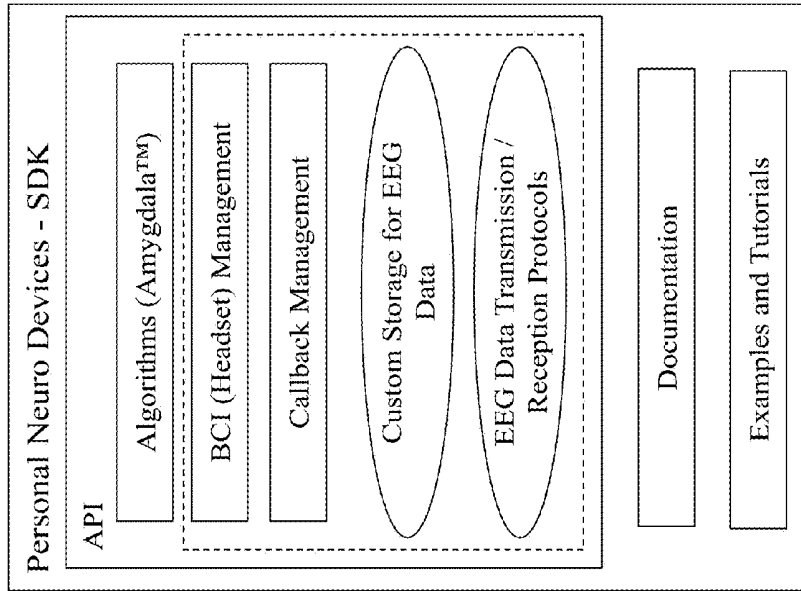 Personal Neuro Devices - SDK
API
Algorithms (Amygdala™)
BCI (Headset) Management
Callback Management
Custom Storage for EEG
Data
EEG Data Transmission /
Reception Protocols
Documentation
Examples and Tutorials